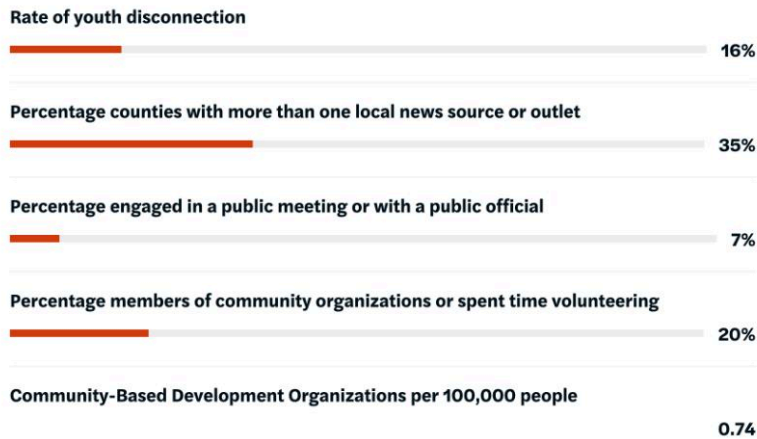 Rate of youth disconnection
16%
Percentage counties with more than one local news source or outlet
35%
Percentage engaged in a public meeting or with a public official
7%
Percentage members of community organizations or spent time volunteering
20%
Community-Based Development Organizations per 100,000 people
0.74